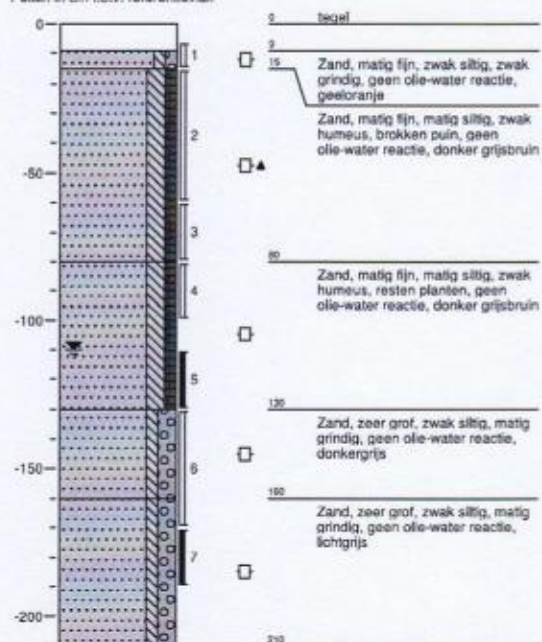 0
tegel
0
9
15
1
Zand, matig fijn, zwak siltig, zwak
grindig, geen olie-water reactie,
geeloranje
Zand, matig fijn, matig siltig, zwak
humeus, brokken puin, geen
olie-water reactie, donker grijsbruin
2
-50
3
80
Zand, matig fijn, matig siltig, zwak
humeus, resten planten, geen
olie-water reactie, donker grijsbruin
4
-100
5
130
Zand, zeer grof, zwak siltig, matig
grindig, geen olie-water reactie,
donkergrijs
6
-150
160
Zand, zeer grof, zwak siltig, matig
grindig, geen olie-water reactie,
lichtgrijs
7
-200
210